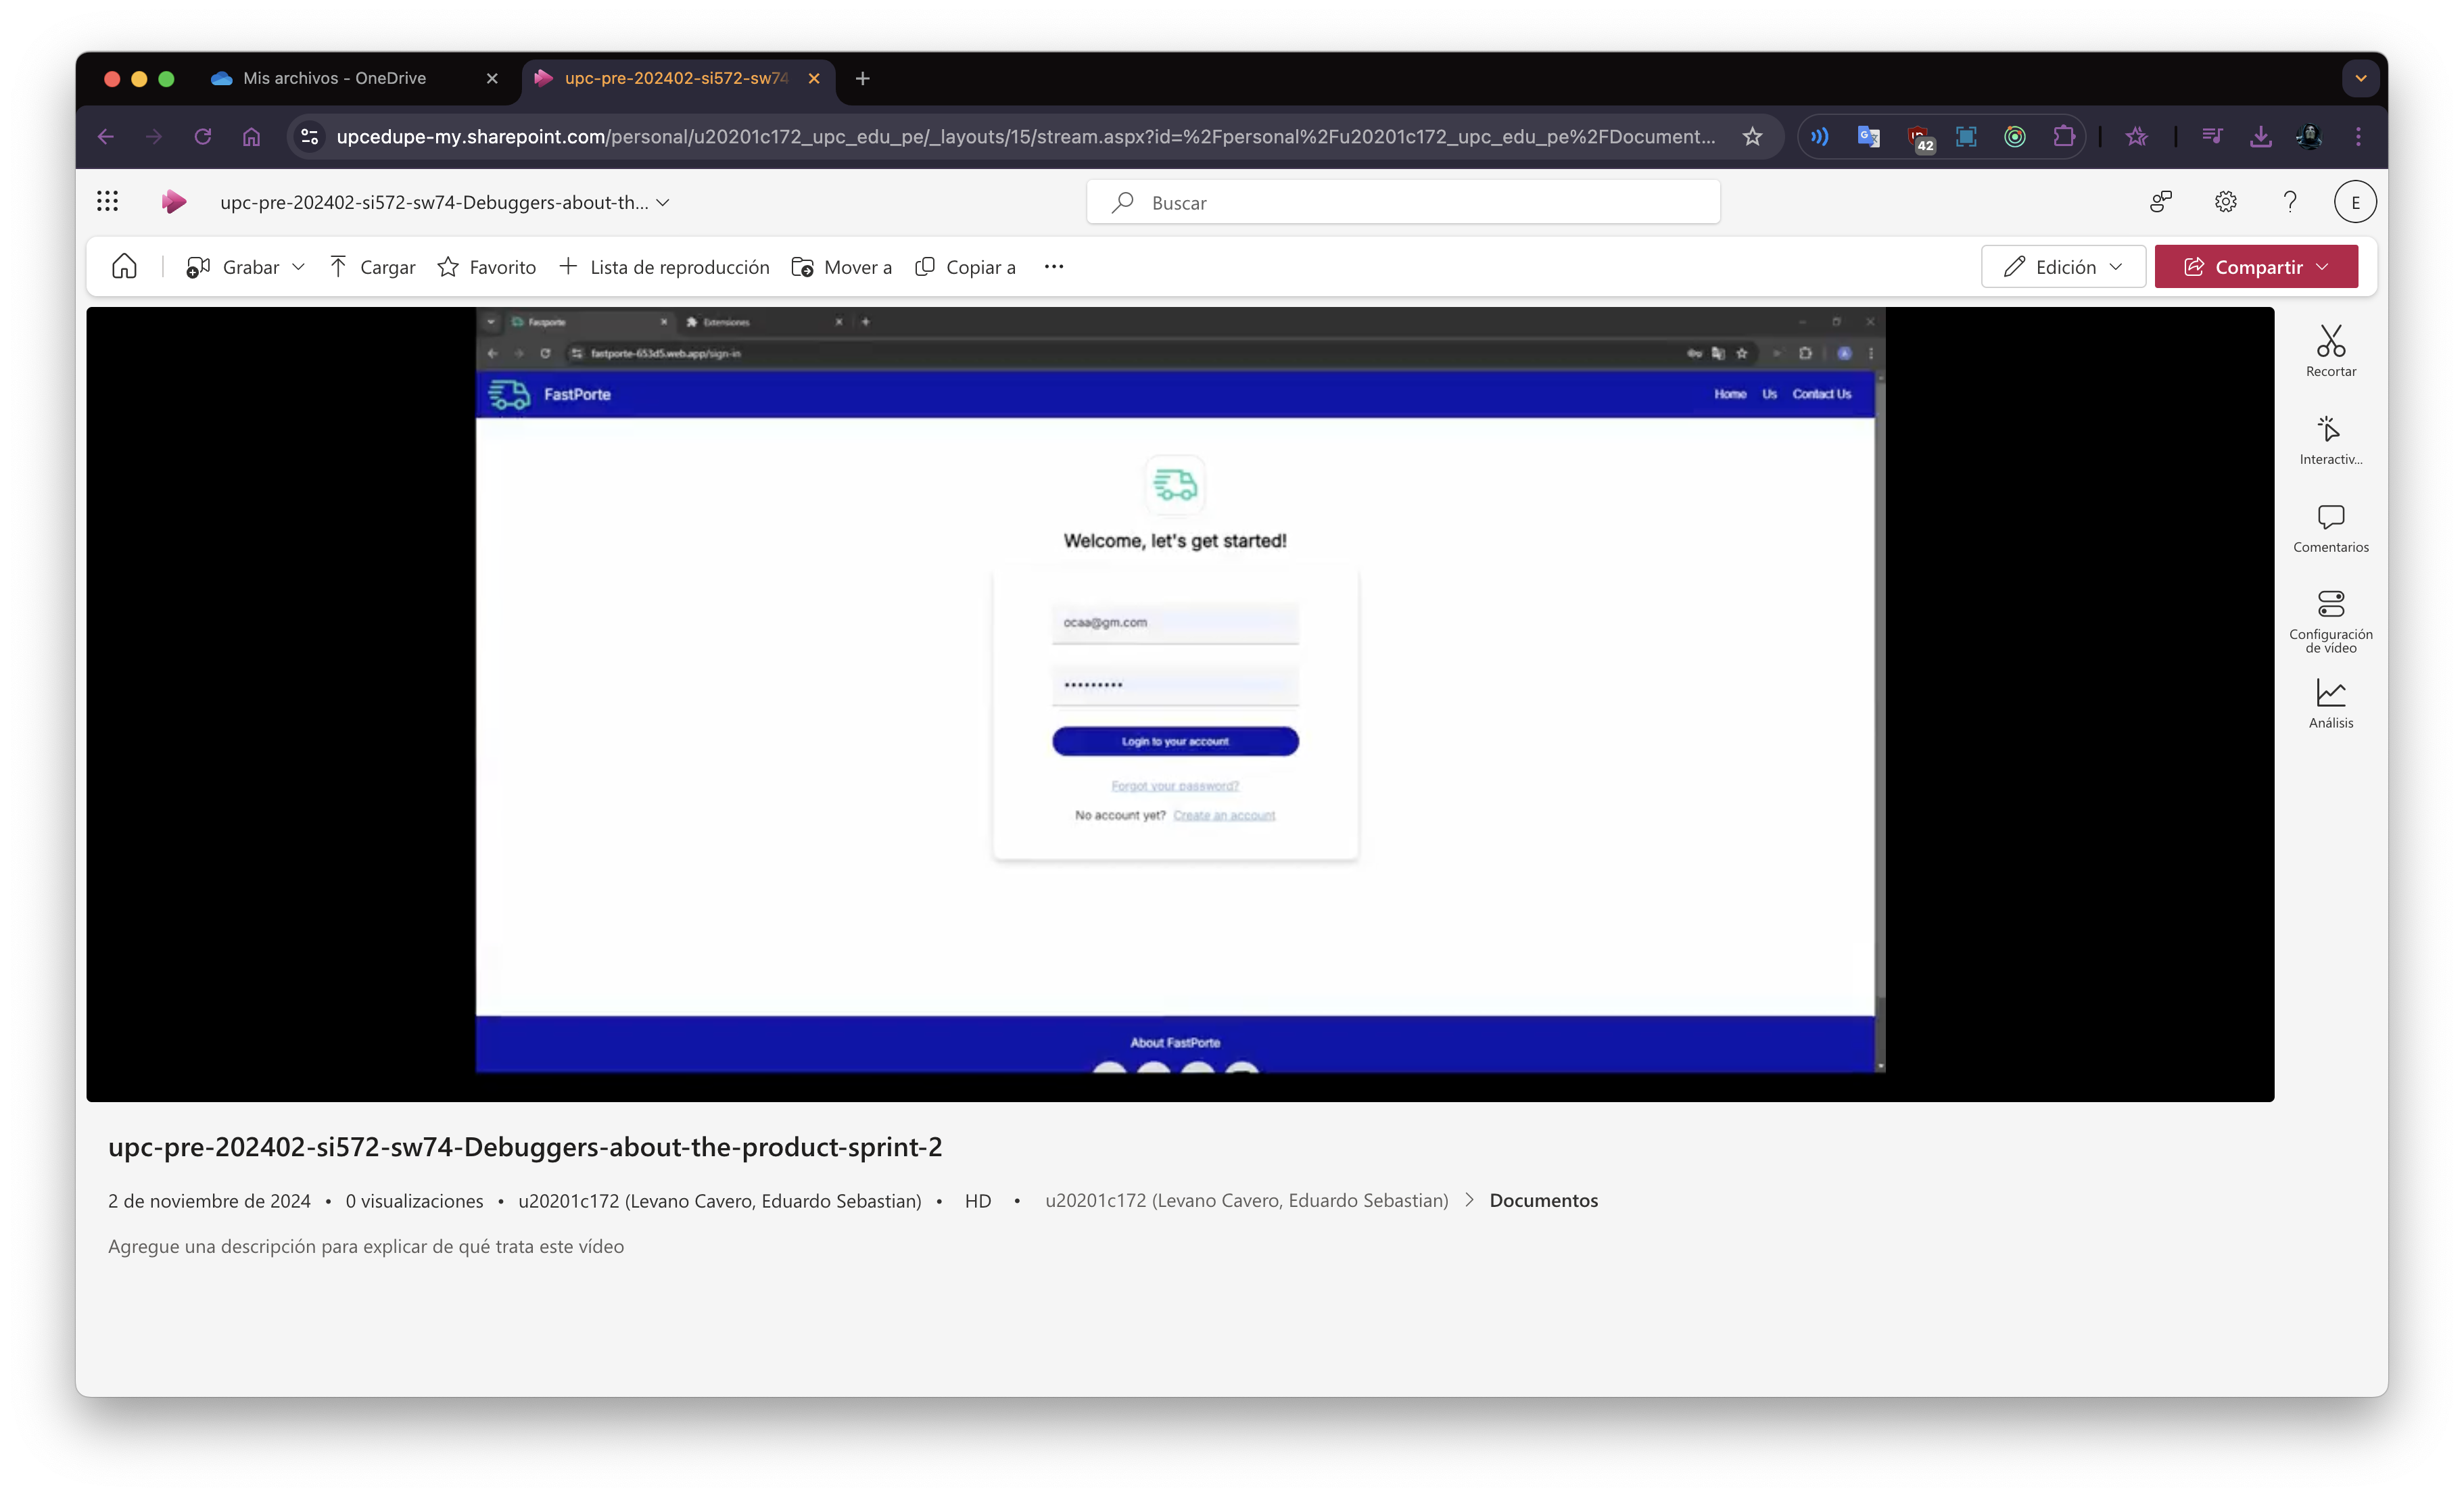 Mis archivos - OneDrive
upc-pre-202402-si572-sw74
upcedupe-my.sharepoint.com/personal/u20201c172_upc_edu_pe/_layouts/15/stream.aspx?id=%2Fpersonal%2Fu20201c172_upc_edu_pe%2FDocument...
42
upc-pre-202402-si572-sw74-Debuggers-about-th...
Buscar
E
Grabar
Cargar
Favorito
Lista de reproducción
Mover a
Copiar a
Edición
Compartir
Fastporte
Extensiones
fastporte-653d5.web.app/sign-in
FastPorte
Home
Us
Contact Us
Welcome, let's get started!
ocaa@gm.com
•••••••••
Login to your account
Forgot your password?
No account yet? Create an account
About FastPorte
Recortar
Interactiv...
Comentarios
Configuración
de vídeo
Análisis
upc-pre-202402-si572-sw74-Debuggers-about-the-product-sprint-2
2 de noviembre de 2024 • 0 visualizaciones • u20201c172 (Levano Cavero, Eduardo Sebastian) • HD • u20201c172 (Levano Cavero, Eduardo Sebastian) > Documentos
Agregue una descripción para explicar de qué trata este vídeo